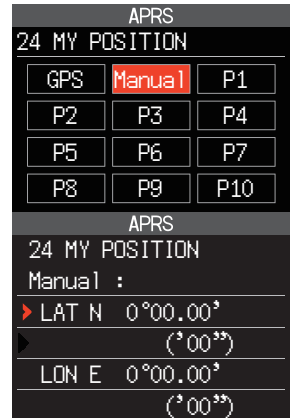 APRS
24 MY POSITION
GPS Manual P1
P2 P3 P4
P5 P6 P7
P8 P9 P10
APRS
24 MY POSITION
Manual :
LAT N 0°00.00’
(’00”)
LON E 0°00.00’
(’00”)